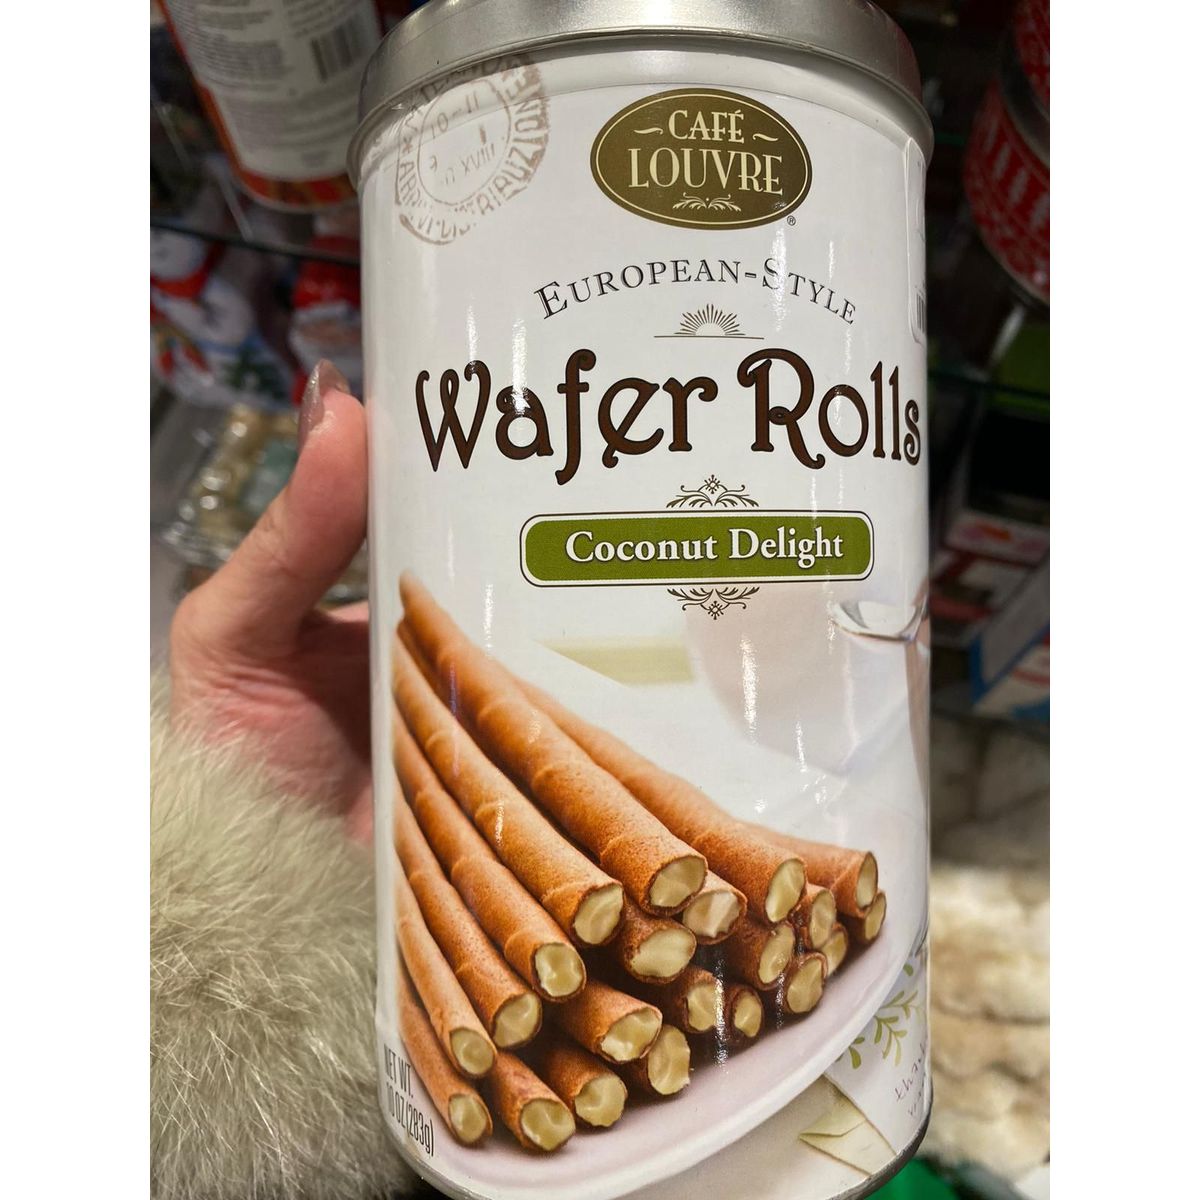 CAFÉ
LOUVRE
®
EUROPEAN-STYLE
Wafer Rolls
Coconut Delight
NET WT.
10 OZ (283g)